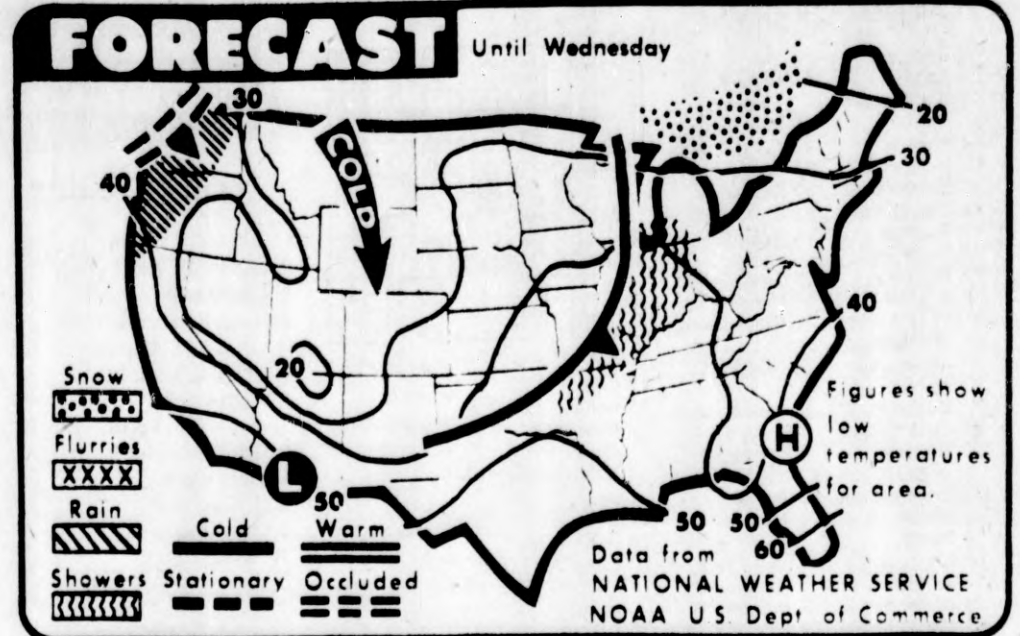 FORECAST
Until Wednesday
30
20
COLD
30
40
20
40
Snow
Flurries
XXXX
Rain
Showers
L
50
Cold
Warm
Stationary
Occluded
H
Figures show
low
temperatures
for area.
50
50
60
Data from
NATIONAL WEATHER SERVICE
NOAA U.S. Dept of Commerce